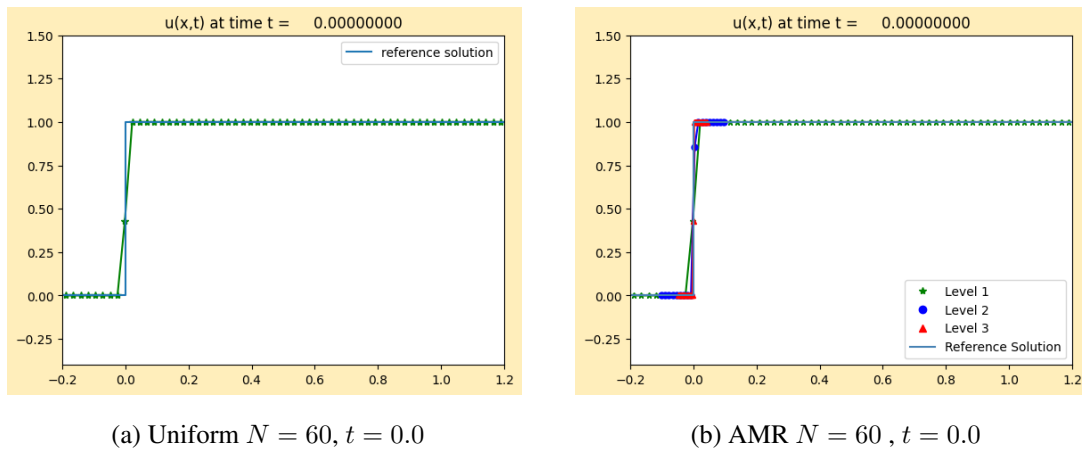 u(x,t) at time t = 0.00000000
1.50
1.25
1.00
0.75
0.50
0.25
0.00
−0.25
reference solution
−0.2 0.0 0.2 0.4 0.6 0.8 1.0 1.2
(a) Uniform N = 60, t = 0.0
u(x,t) at time t = 0.00000000
1.50
1.25
1.00
0.75
0.50
0.25
0.00
−0.25
Level 1
Level 2
Level 3
Reference Solution
−0.2 0.0 0.2 0.4 0.6 0.8 1.0 1.2
(b) AMR N = 60 , t = 0.0